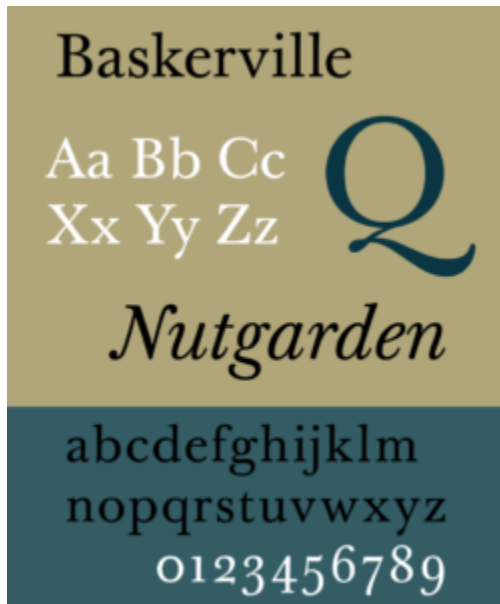 Baskerville
Aa Bb Cc
Xx Yy Zz
Q
Nutgarden
abcdefghijklm
nopqrstuvwxyz
0123456789